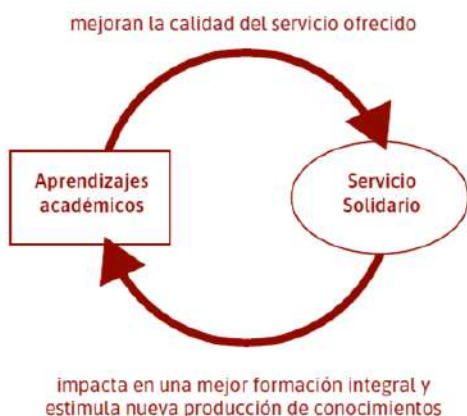 mejoran la calidad del servicio ofrecido
Aprendizajes
académicos
Servicio
Solidario
impacta en una mejor formación integral y
estimula nueva producción de conocimientos